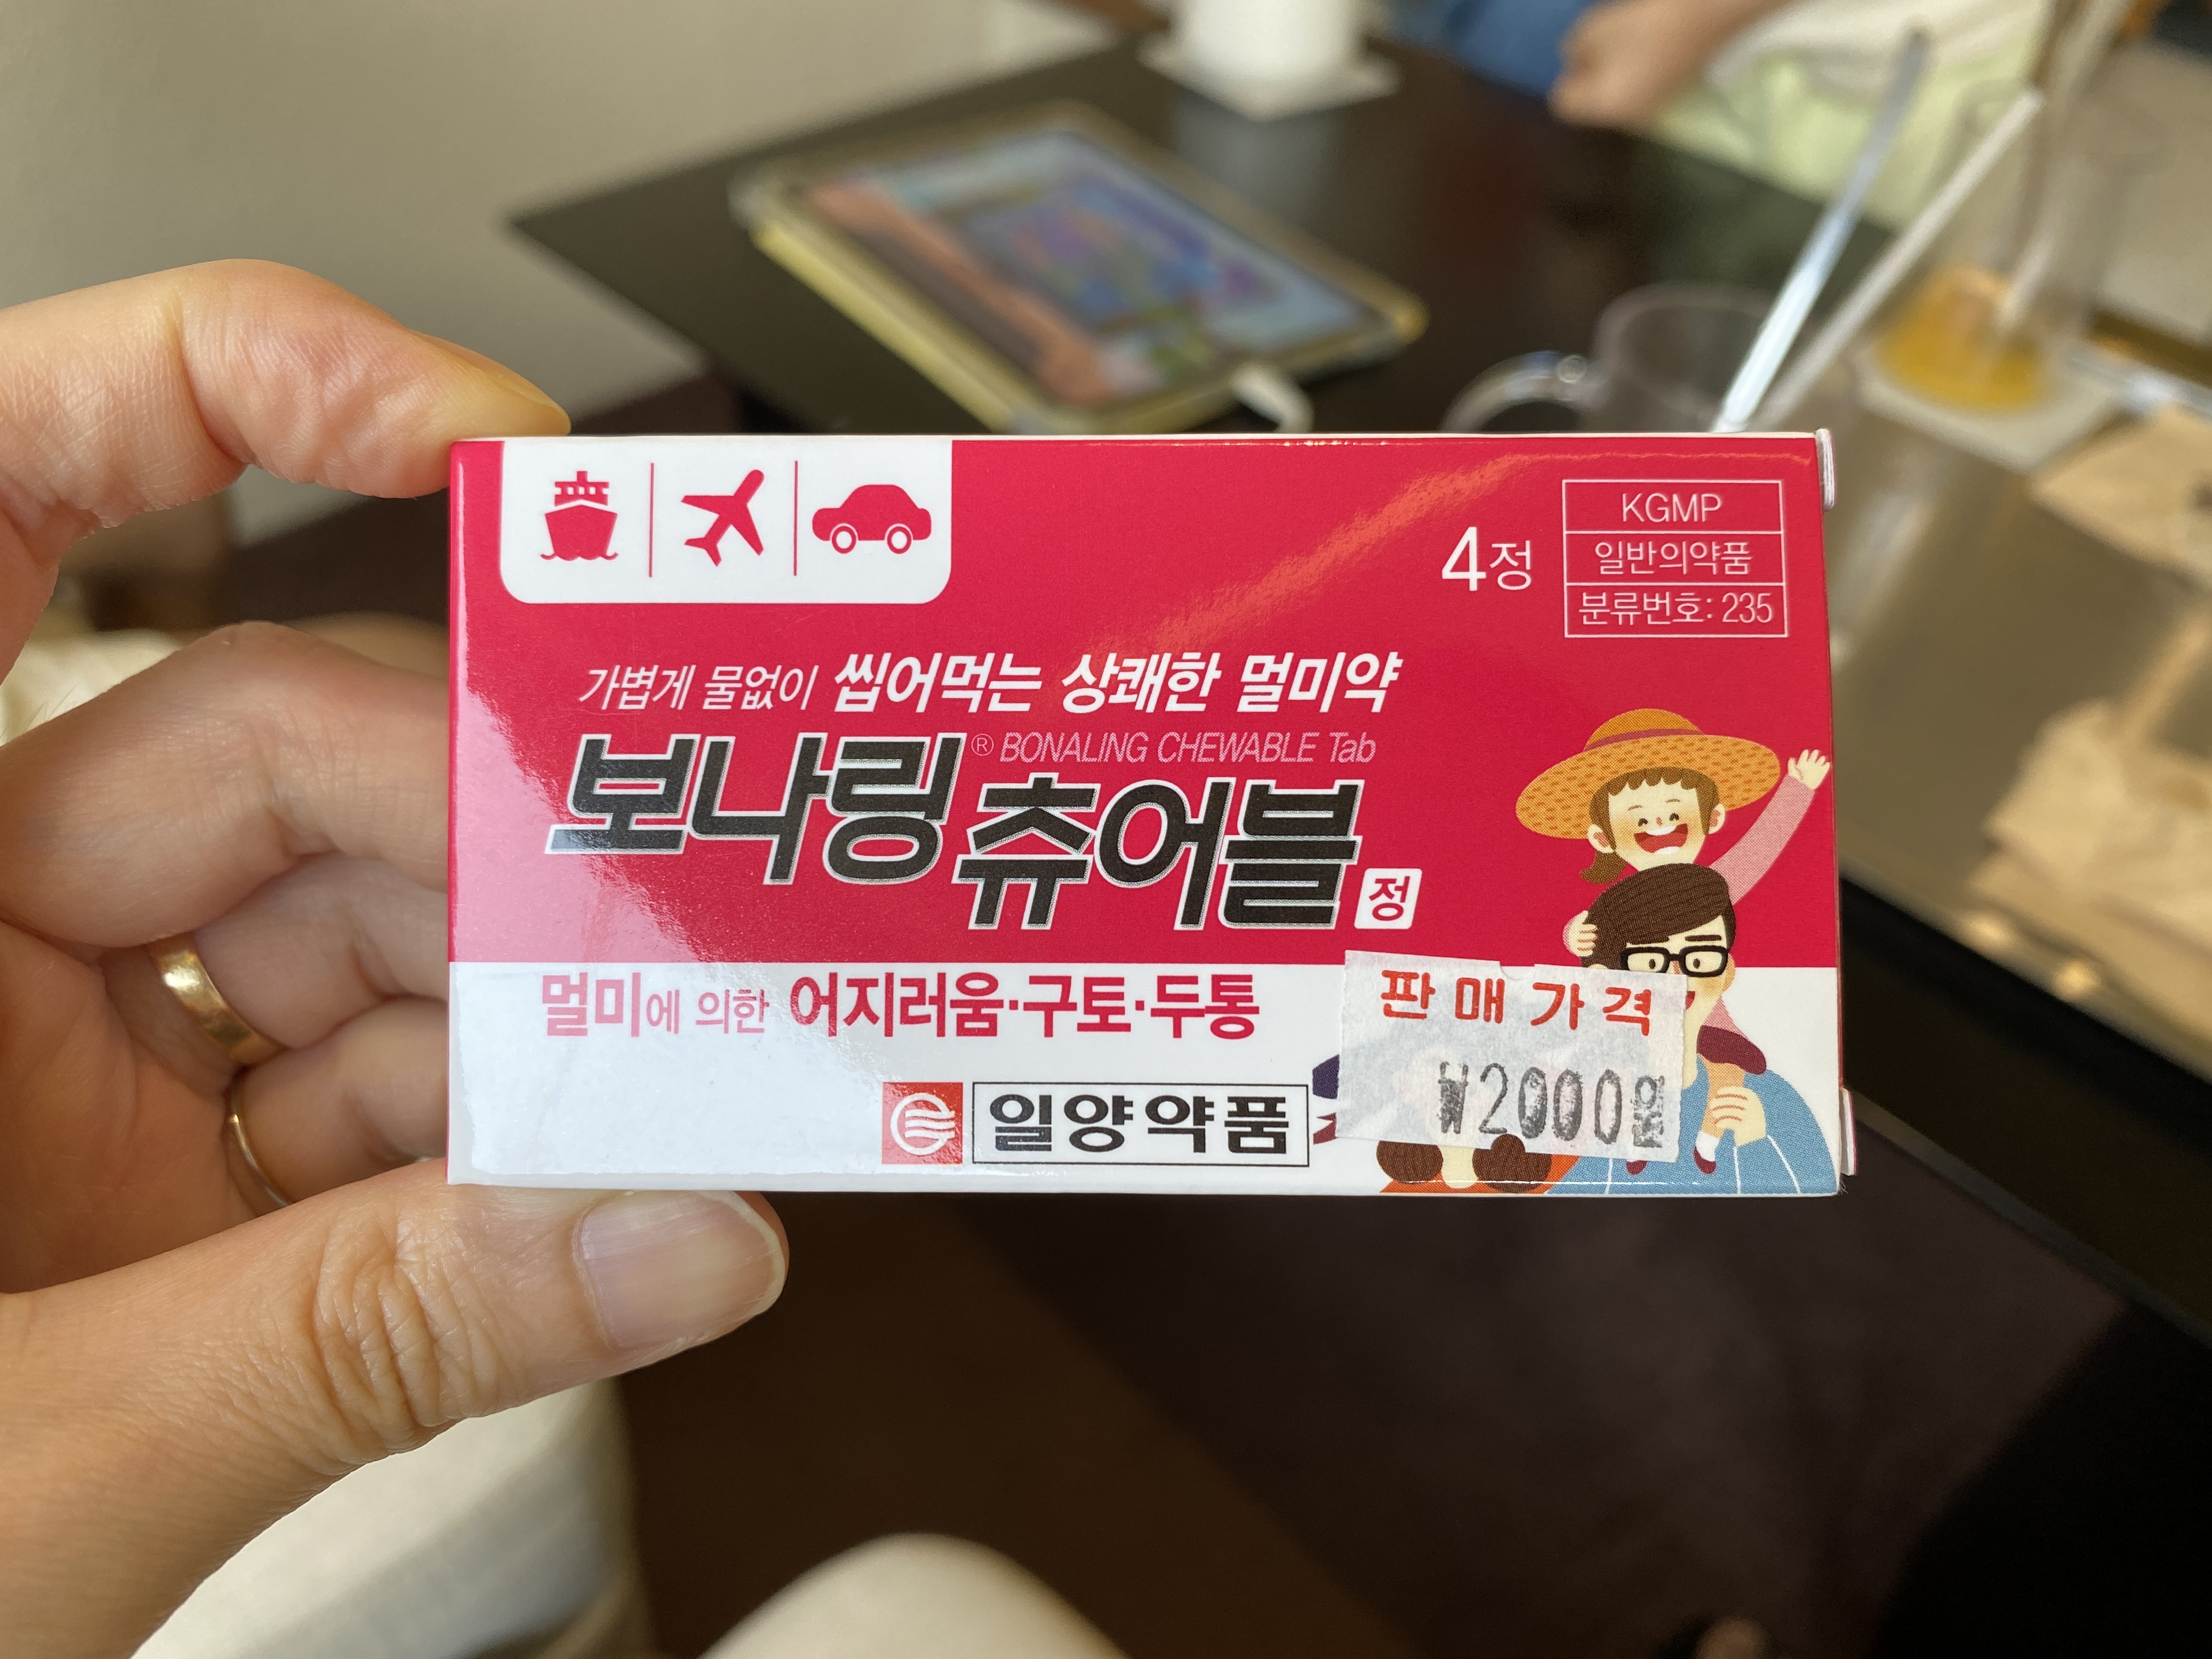 4정
KGMP
일반의약품
분류번호: 235
가볍게 물없이 씹어먹는 상쾌한 멀미약
보나링® BONALING CHEWABLE Tab
츄어블 정
멀미에 의한 어지러움·구토·두통
판매가격
₩2000원
일양약품